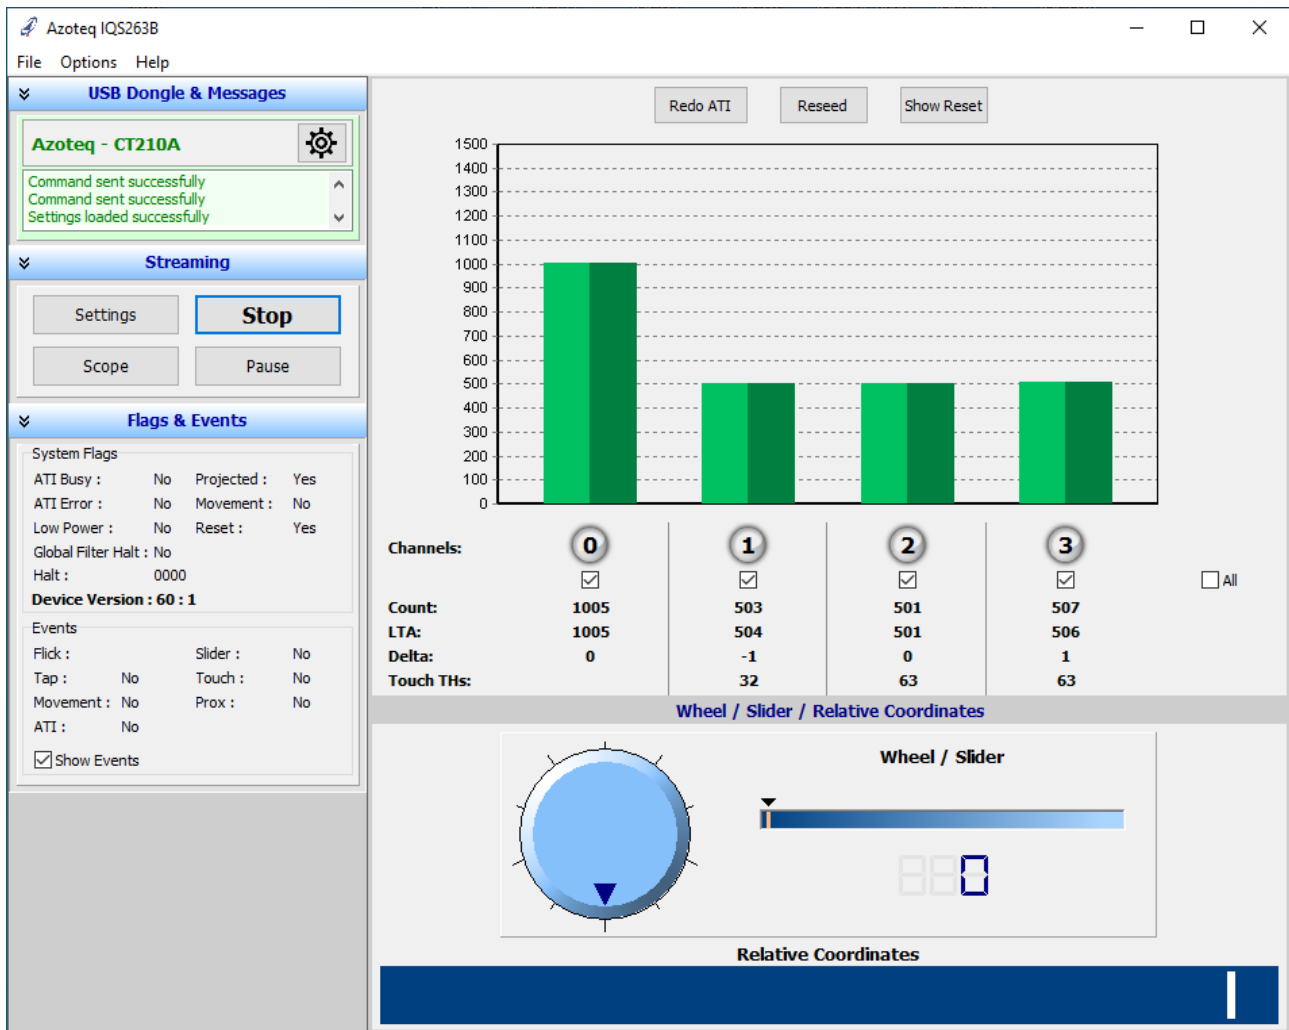 Azoteq IQS263B
File Options Help
USB Dongle & Messages
Azoteq - CT210A
Command sent successfully
Command sent successfully
Settings loaded successfully
Streaming
Settings Stop
Scope Pause
Flags & Events
System Flags
ATI Busy : No Projected : Yes
ATI Error : No Movement : No
Low Power : No Reset : Yes
Global Filter Halt : No
Halt : 0000
Device Version : 60 : 1
Events
Flick : Slider : No
Tap : No Touch : No
Movement : No Prox : No
ATI : No
Show Events
Redo ATI Reseed Show Reset
1500
1400
1300
1200
1100
1000
900
800
700
600
500
400
300
200
100
0
Channels: 0 1 2 3
All
Count: 1005 503 501 507
LTA: 1005 504 501 506
Delta: 0 -1 0 1
Touch THs: 32 63 63
Wheel / Slider / Relative Coordinates
Wheel / Slider
0
Relative Coordinates